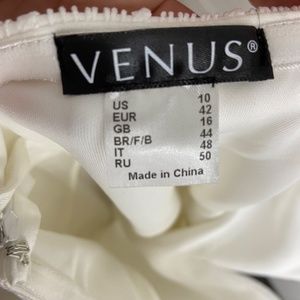 VENUS®
US 10
EUR 42
GB 16
BR/F/B 44
IT 48
RU 50
Made in China